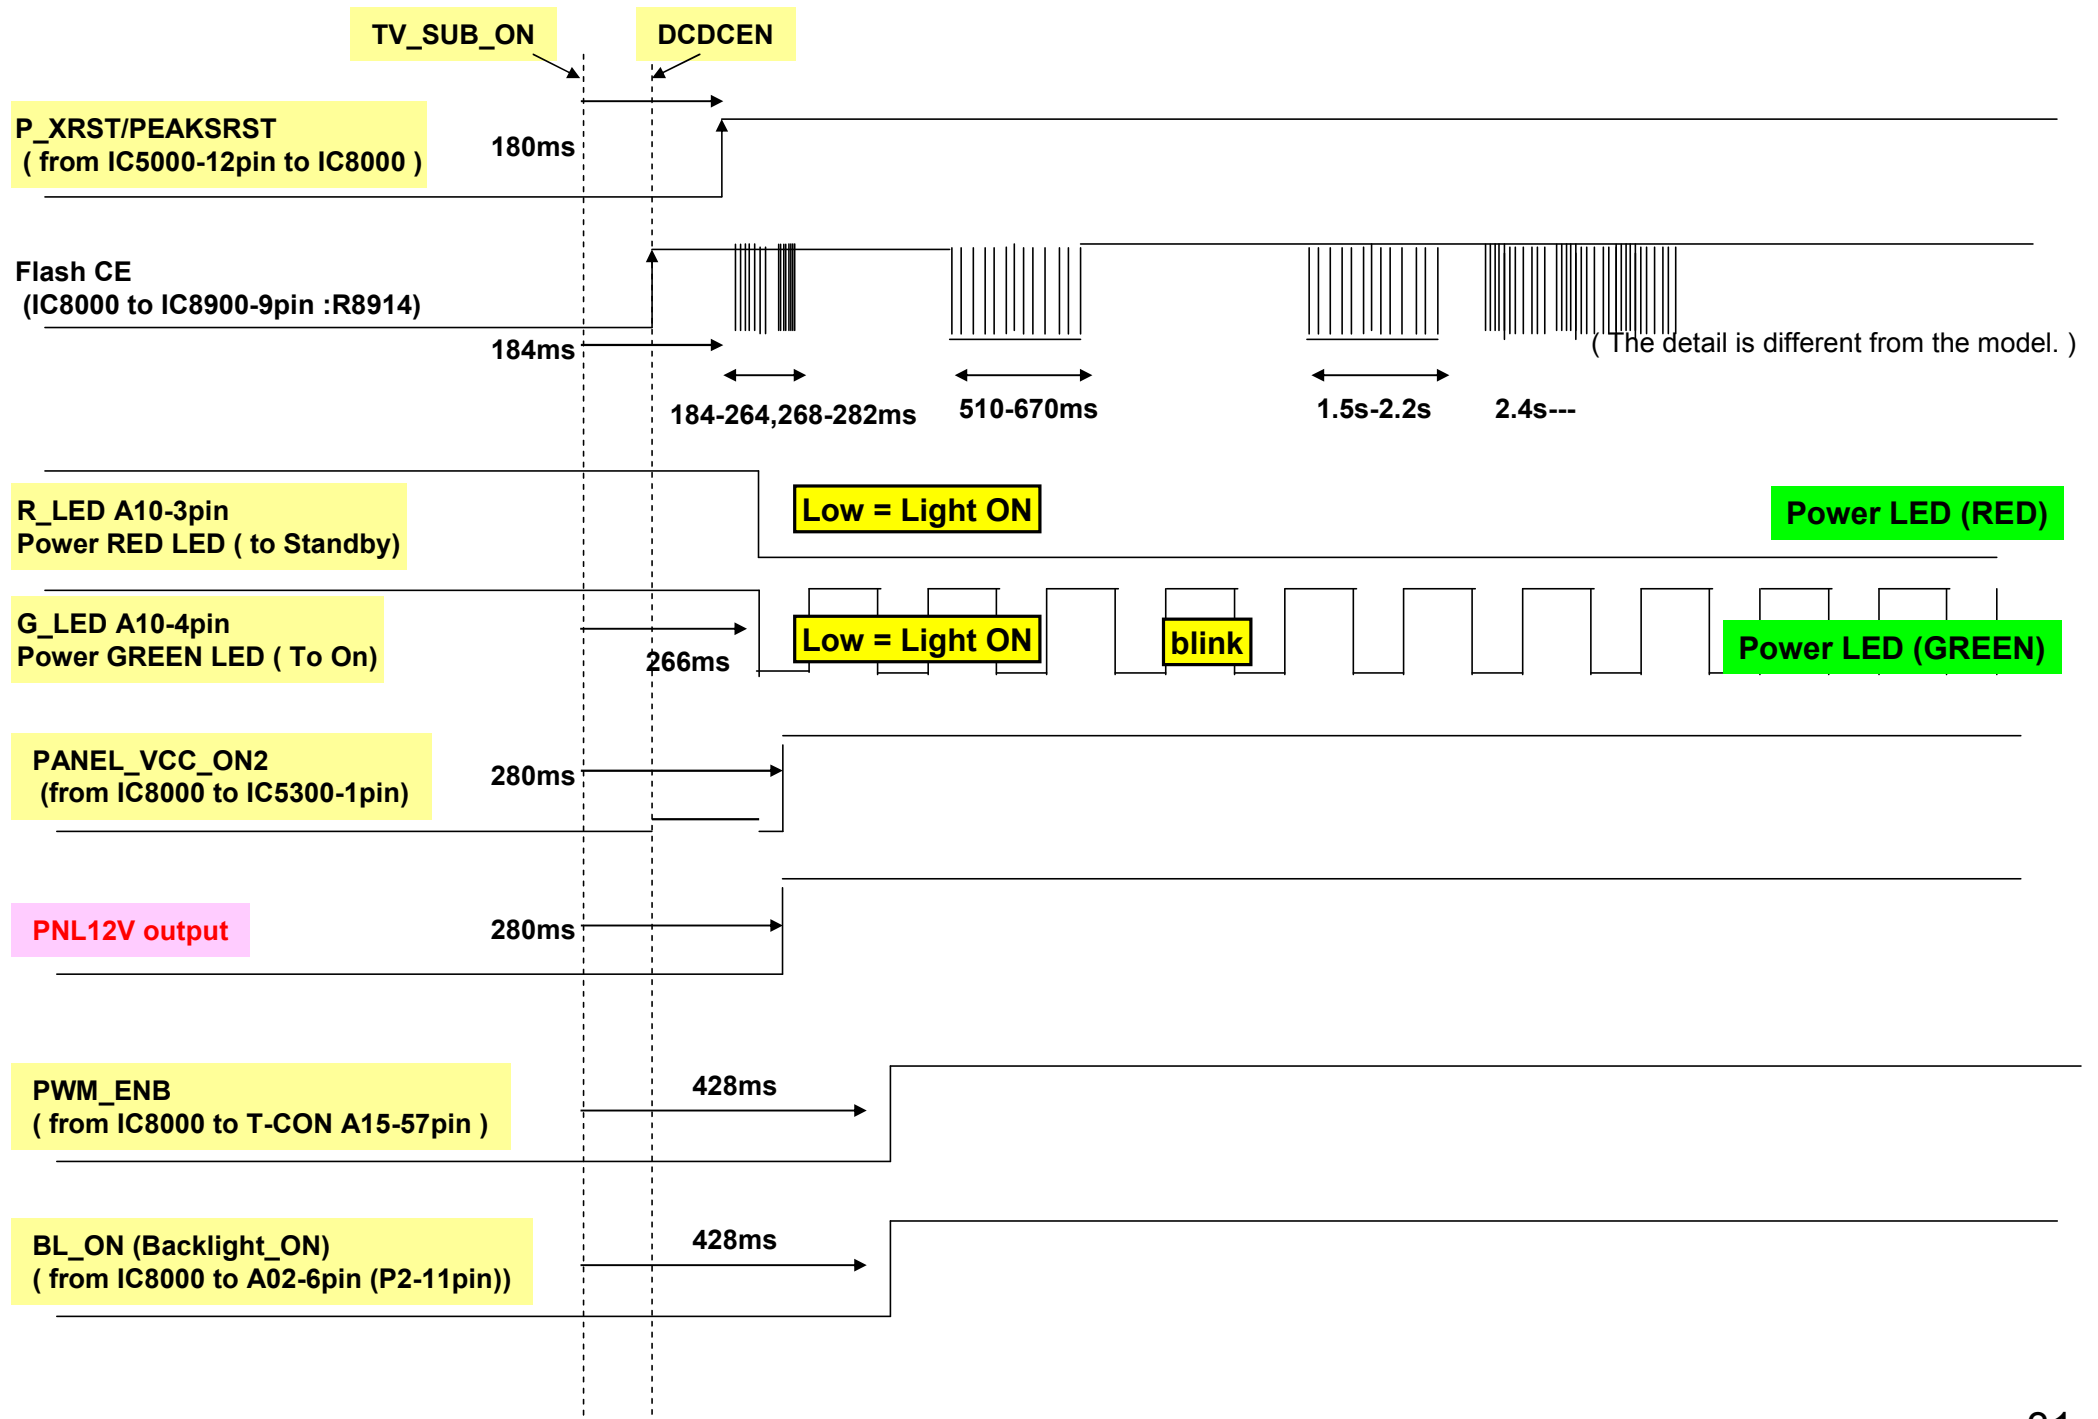 TV_SUB_ON
DCDCEN
P_XRST/PEAKSRST
( from IC5000-12pin to IC8000 )
180ms
Flash CE
(IC8000 to IC8900-9pin :R8914)
184ms
( The detail is different from the model. )
184-264,268-282ms
510-670ms
1.5s-2.2s
2.4s---
R_LED A10-3pin
Power RED LED ( to Standby)
Low = Light ON
Power LED (RED)
G_LED A10-4pin
Power GREEN LED ( To On)
266ms
Low = Light ON
blink
Power LED (GREEN)
PANEL_VCC_ON2
(from IC8000 to IC5300-1pin)
280ms
PNL12V output
280ms
PWM_ENB
( from IC8000 to T-CON A15-57pin )
428ms
BL_ON (Backlight_ON)
( from IC8000 to A02-6pin (P2-11pin))
428ms